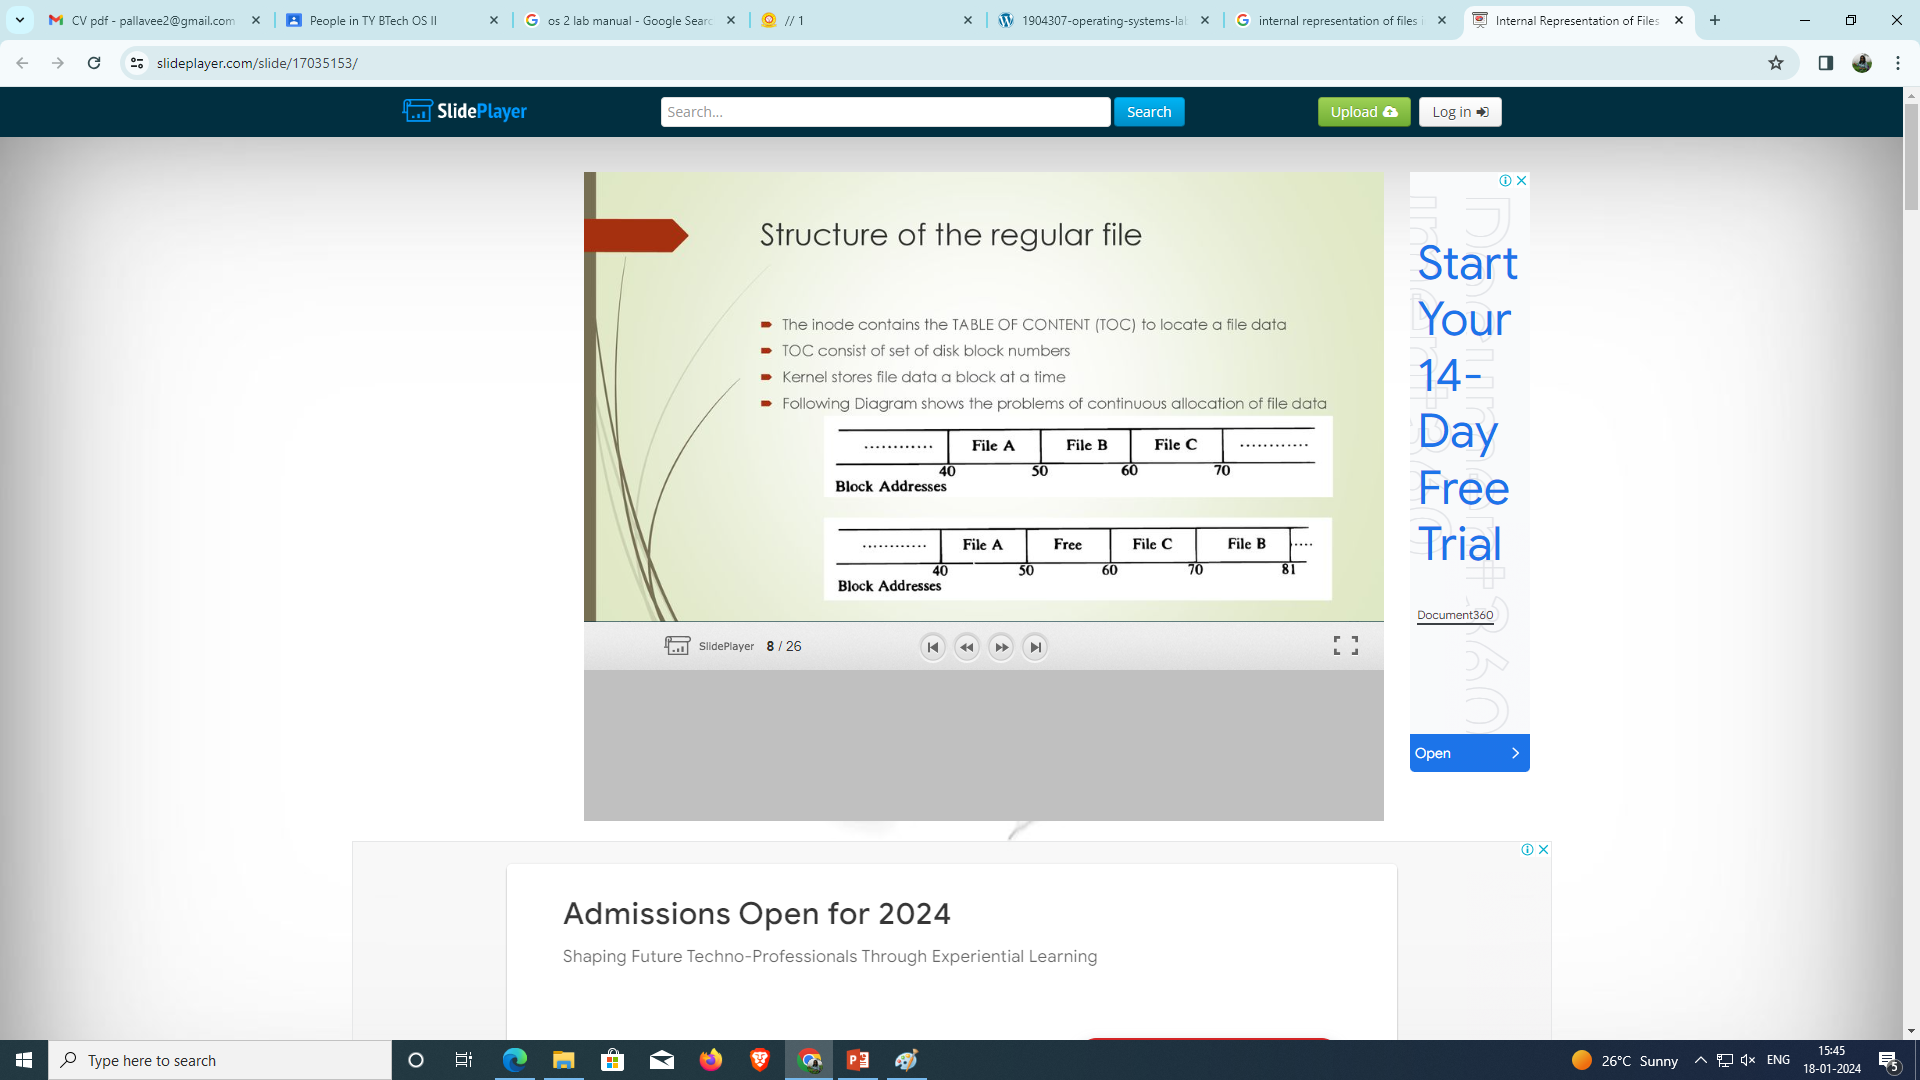 CV pdf - pallavee2@gmail.com
People in TY BTech OS II
os 2 lab manual - Google Searc
// 1
1904307-operating-systems-la
internal representation of files i
Internal Representation of Files
slideplayer.com/slide/17035153/
SlidePlayer
Search...
Search
Upload
Log in
Structure of the regular file
The inode contains the TABLE OF CONTENT (TOC) to locate a file data
TOC consist of set of disk block numbers
Kernel stores file data a block at a time
Following Diagram shows the problems of continuous allocation of file data
............ File A File B File C ............
40 50 60 70
Block Addresses
............ File A Free File C File B .....
40 50 60 70 81
Block Addresses
SlidePlayer 8 / 26
Start
Your
14-
Day
Free
Trial
Document360
Open
Admissions Open for 2024
Shaping Future Techno-Professionals Through Experiential Learning
Type here to search
26°C Sunny
ENG
15:45
18-01-2024
5